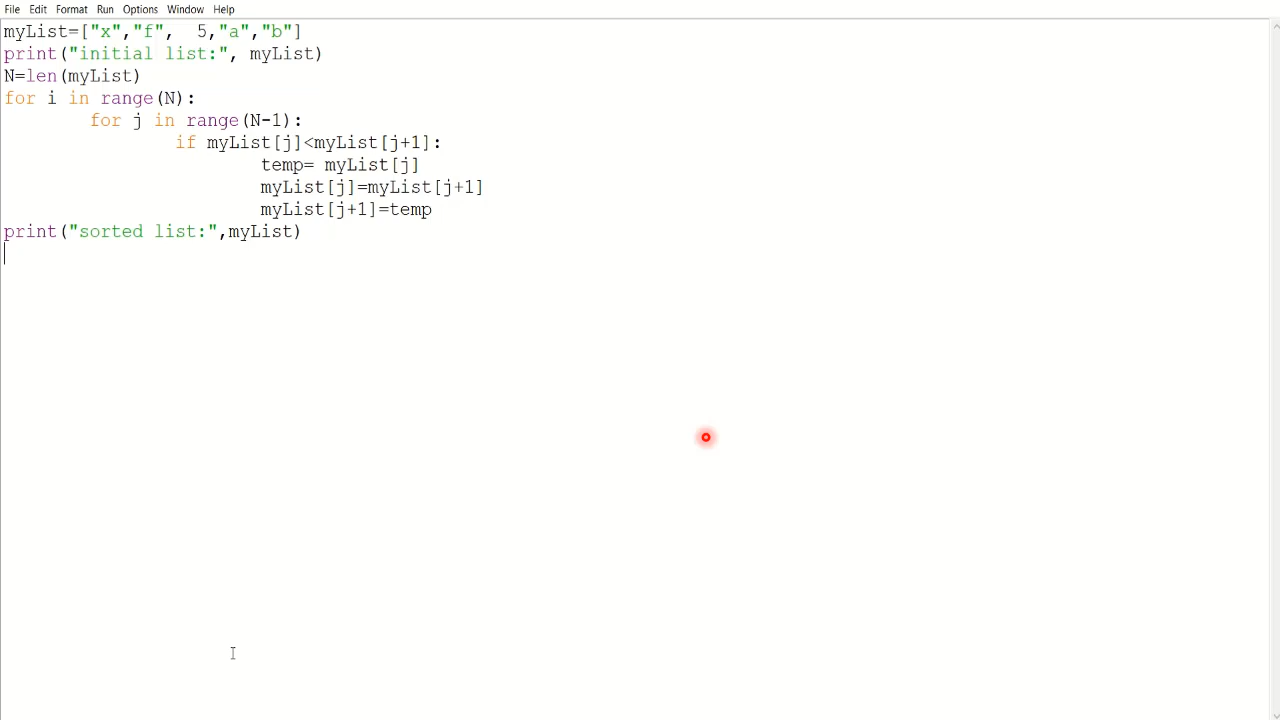 File Edit Format Run Options Window Help
myList=["x","f",  5,"a","b"]
print("initial list:", myList)
N=len(myList)
for i in range(N):
        for j in range(N-1):
                if myList[j]<myList[j+1]:
                        temp= myList[j]
                        myList[j]=myList[j+1]
                        myList[j+1]=temp
print("sorted list:",myList)